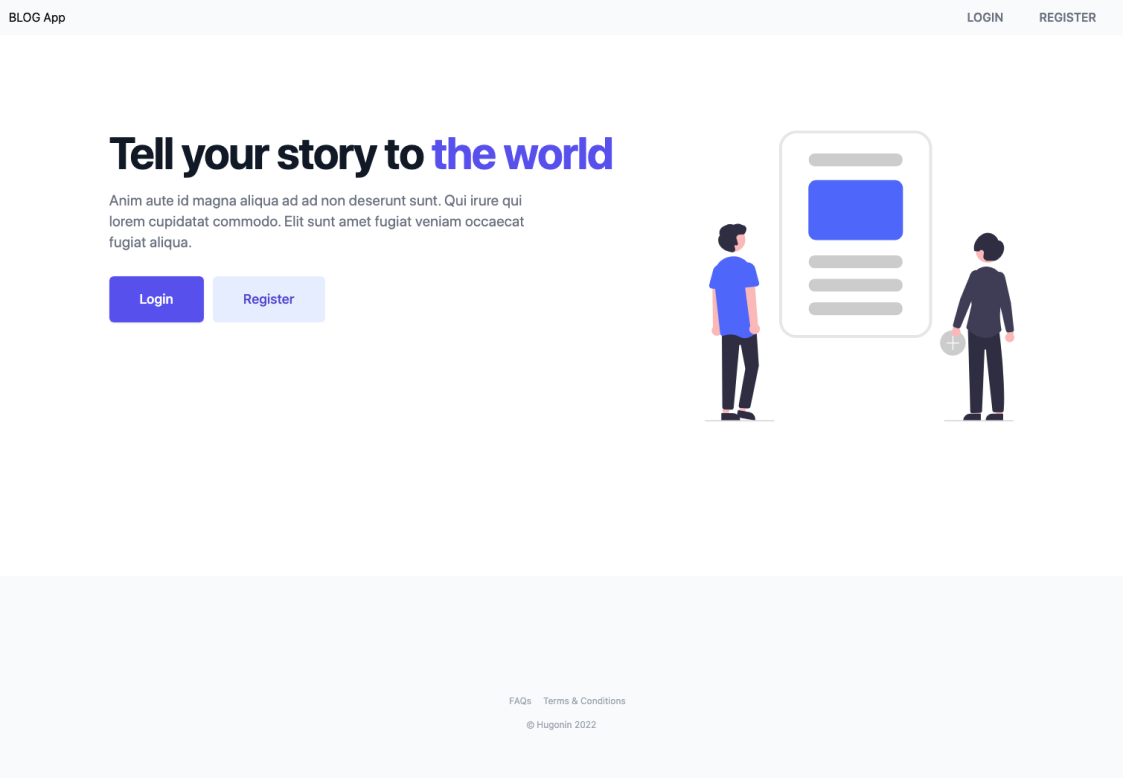 BLOG App
LOGIN
REGISTER
Tell your story to the world
Anim aute id magna aliqua ad ad non deserunt sunt. Qui irure qui
lorem cupidatat commodo. Elit sunt amet fugiat veniam occaecat
fugiat aliqua.
Login
Register
FAQs
Terms & Conditions
© Hugonin 2022